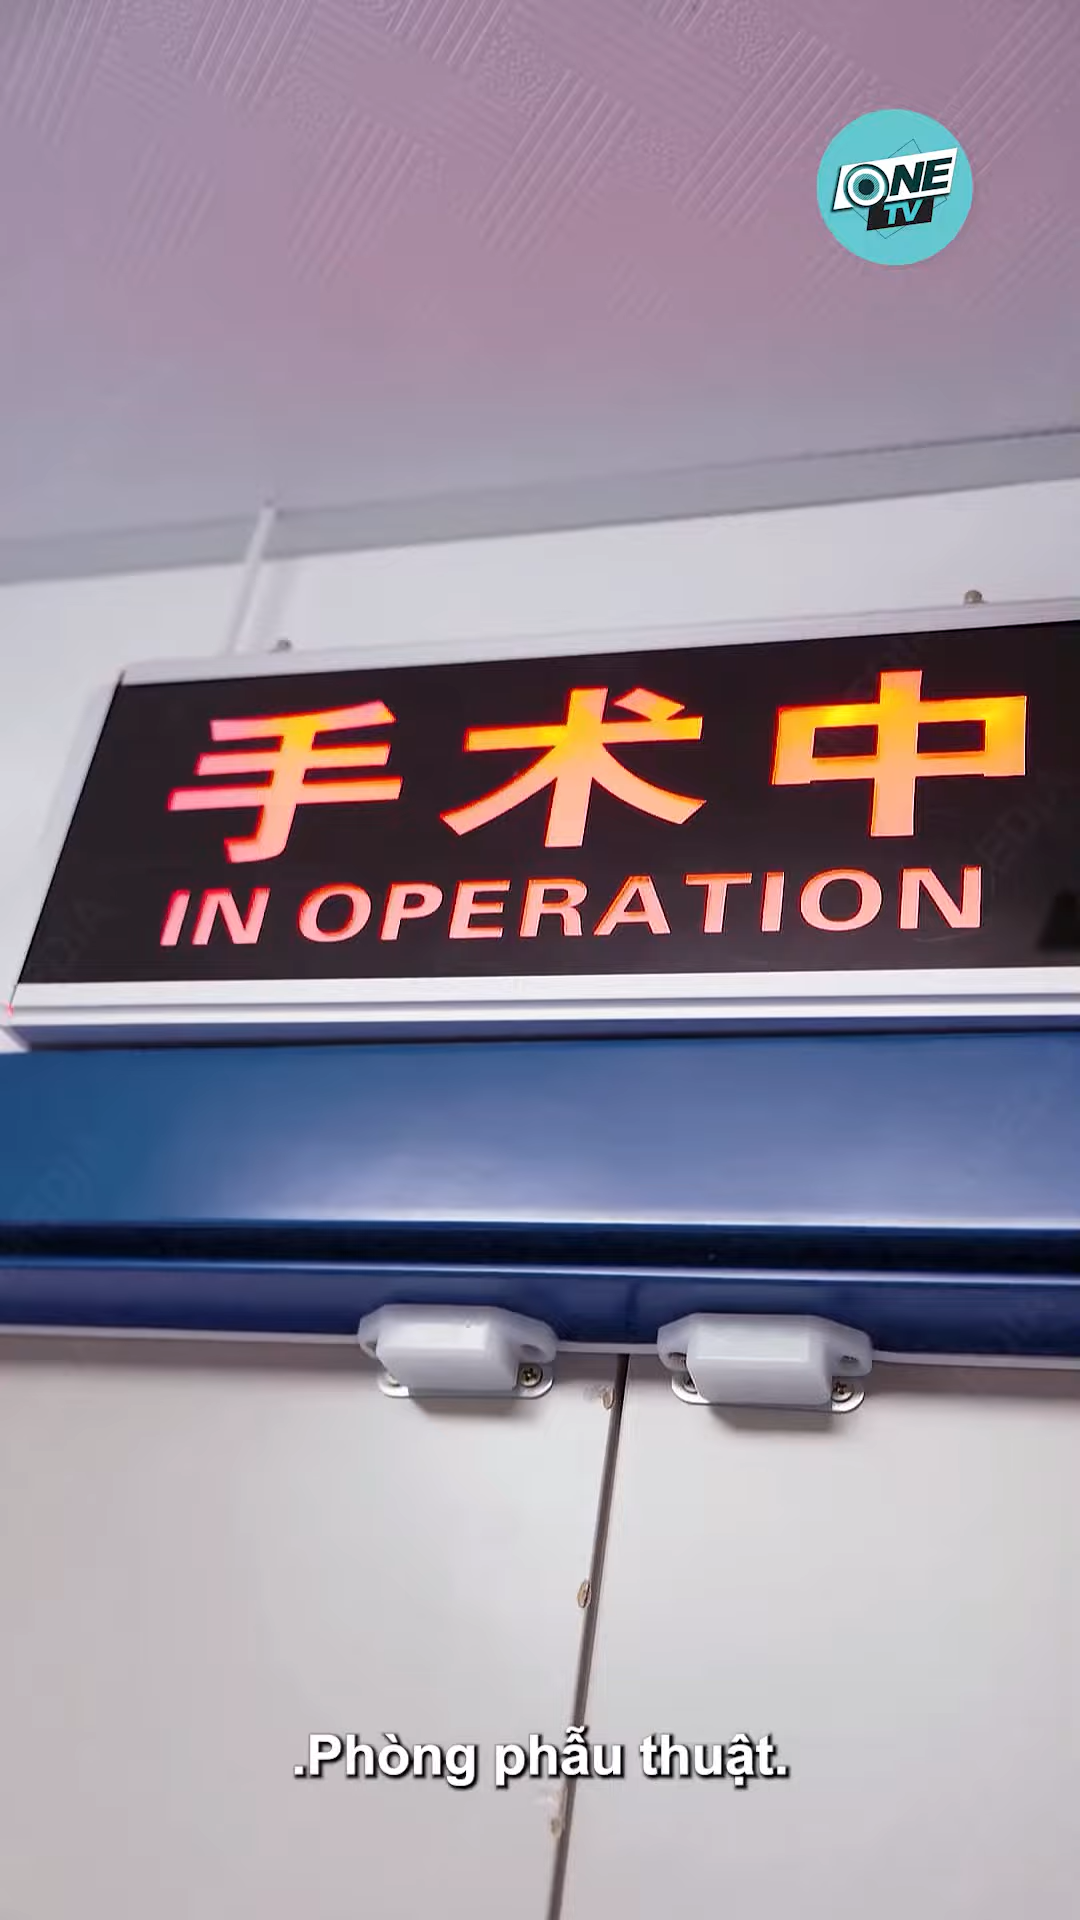 ONE
TV
手术中
IN OPERATION
.Phòng phẫu thuật.